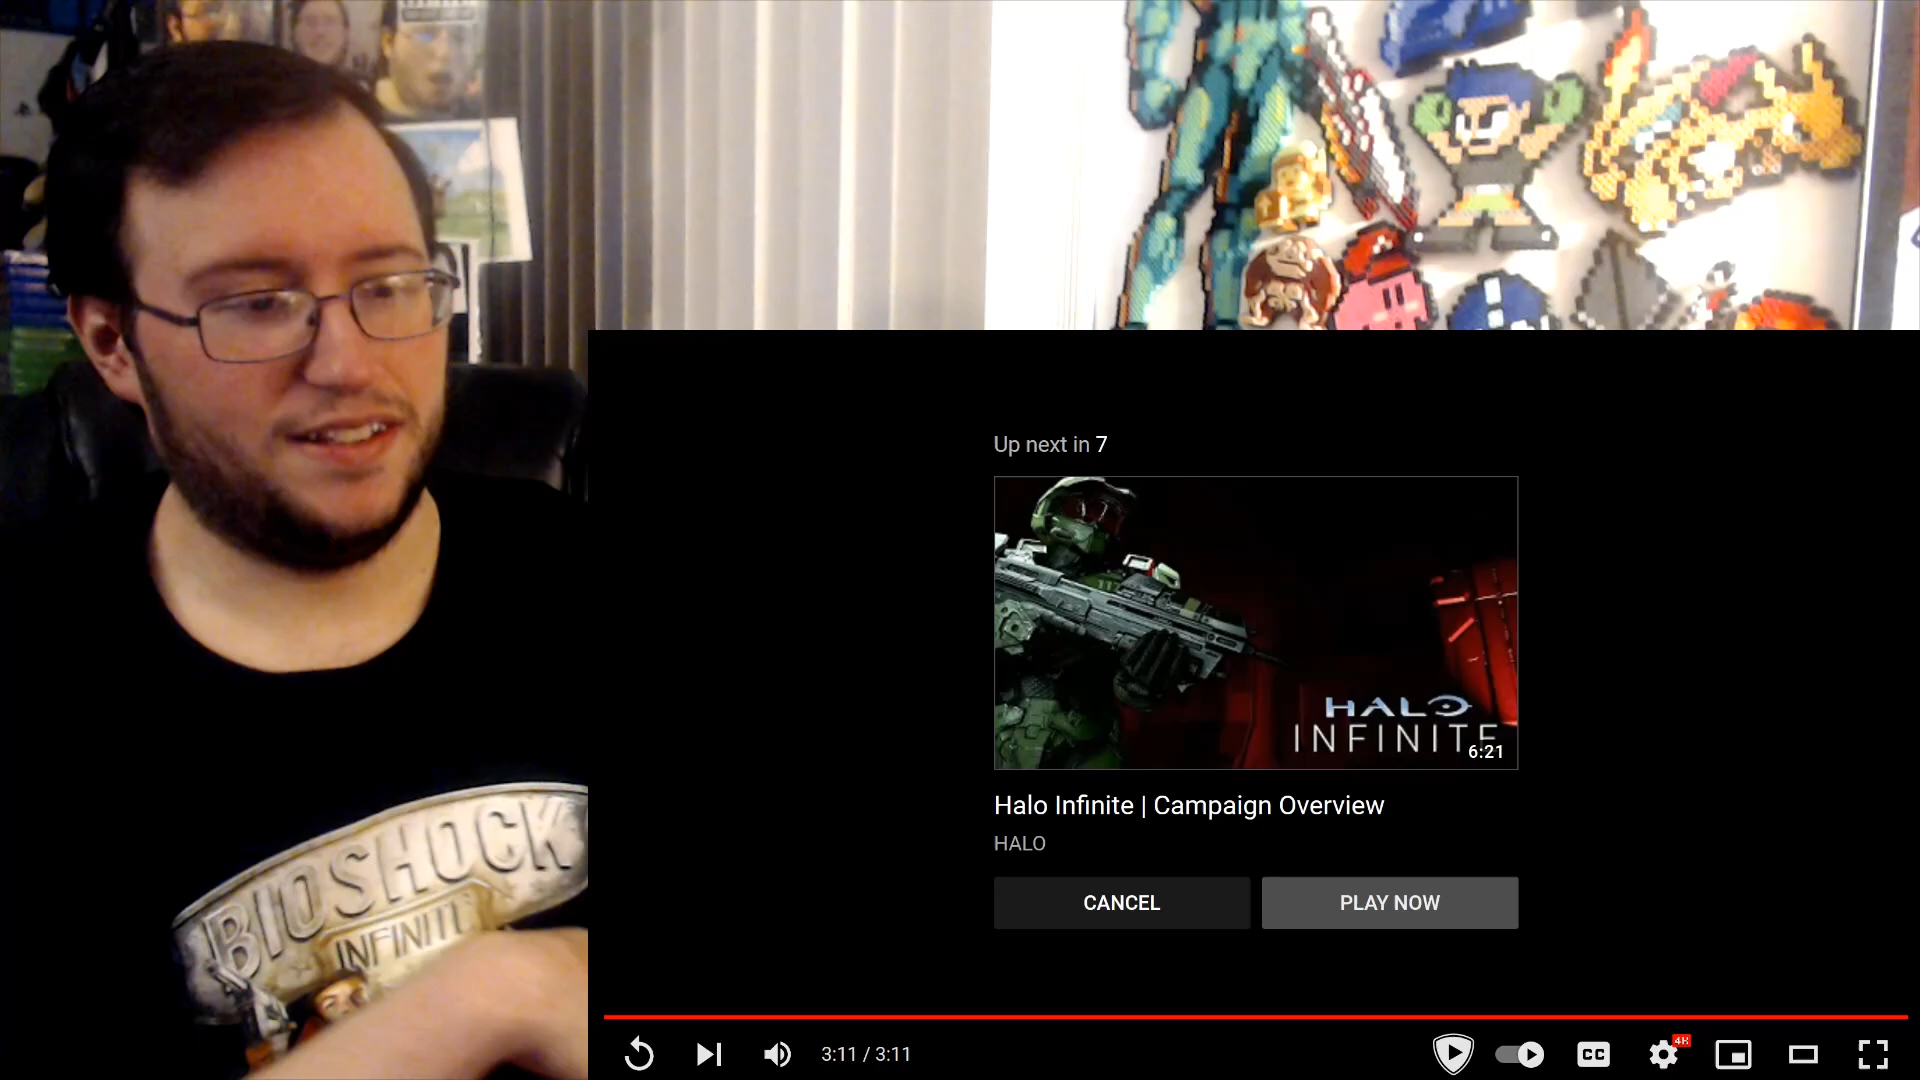 Up next in 7
117
HALO
INFINITE
6:21
Halo Infinite | Campaign Overview
HALO
CANCEL
PLAY NOW
BIOSHOCK
INFINITE
3:11 / 3:11
CC
4K